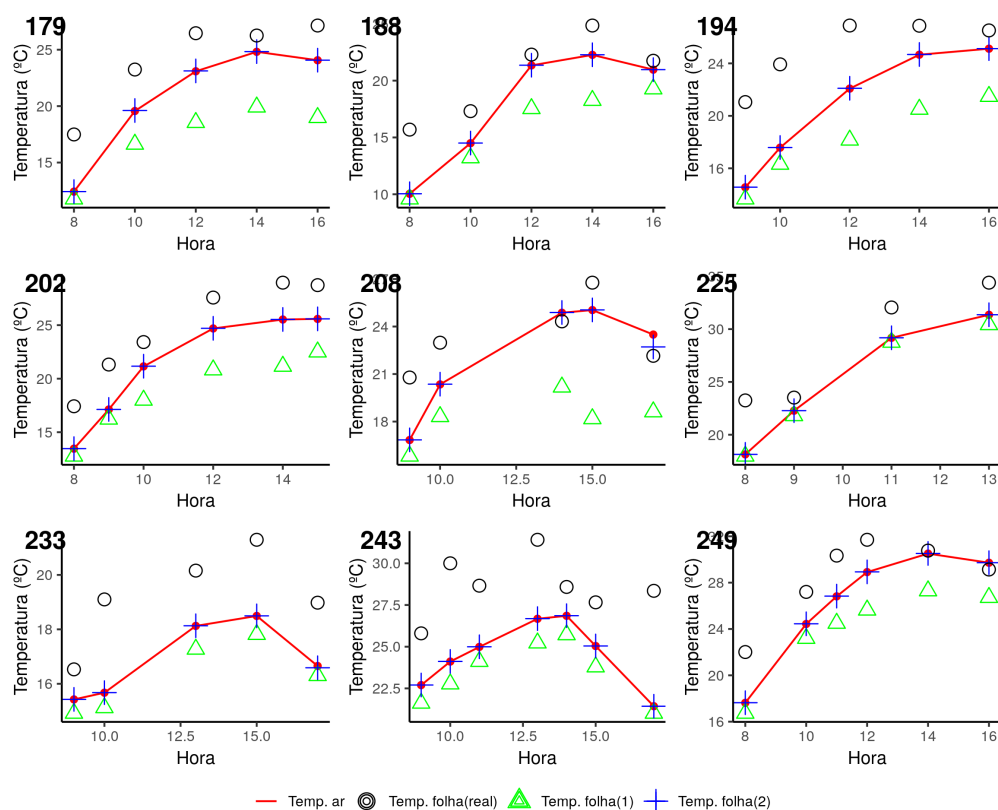 179
Temperatura (ºC)
25
20
15
8 10 12 14 16
Hora
188
Temperatura (ºC)
20
15
10
8 10 12 14 16
Hora
194
Temperatura (ºC)
24
20
16
10 12 14 16
Hora
202
Temperatura (ºC)
25
20
15
8 10 12 14
Hora
208
Temperatura (ºC)
24
21
18
10.0 12.5 15.0
Hora
225
Temperatura (ºC)
35
30
25
20
8 9 10 11 12 13
Hora
233
Temperatura (ºC)
20
18
16
10.0 12.5 15.0
Hora
243
Temperatura (ºC)
30.0
27.5
25.0
22.5
10.0 12.5 15.0
Hora
249
Temperatura (ºC)
28
24
20
16
8 10 12 14 16
Hora
Temp. ar Temp. folha(real) Temp. folha(1) Temp. folha(2)